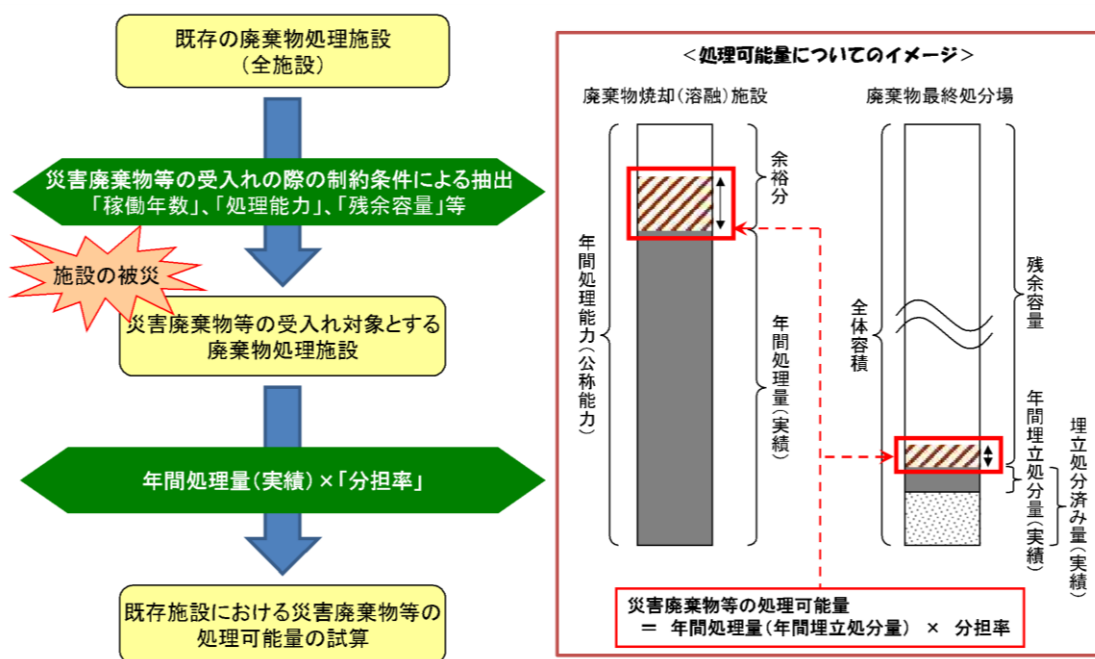 既存の廃棄物処理施設
(全施設)
災害廃棄物等の受入れの際の制約条件による抽出
「稼働年数」、「処理能力」、「残余容量」等
施設の被災
災害廃棄物等の受入れ対象とする
廃棄物処理施設
年間処理量(実績)×「分担率」
既存施設における災害廃棄物等の
処理可能量の試算
<処理可能量についてのイメージ>
廃棄物焼却(溶融)施設
年間処理能力(公称能力)
余裕分
年間処理量(実績)
廃棄物最終処分場
全体容積
残余容量
年間埋立処分量(実績)
埋立処分済み量(実績)
災害廃棄物等の処理可能量
= 年間処理量(年間埋立処分量) × 分担率